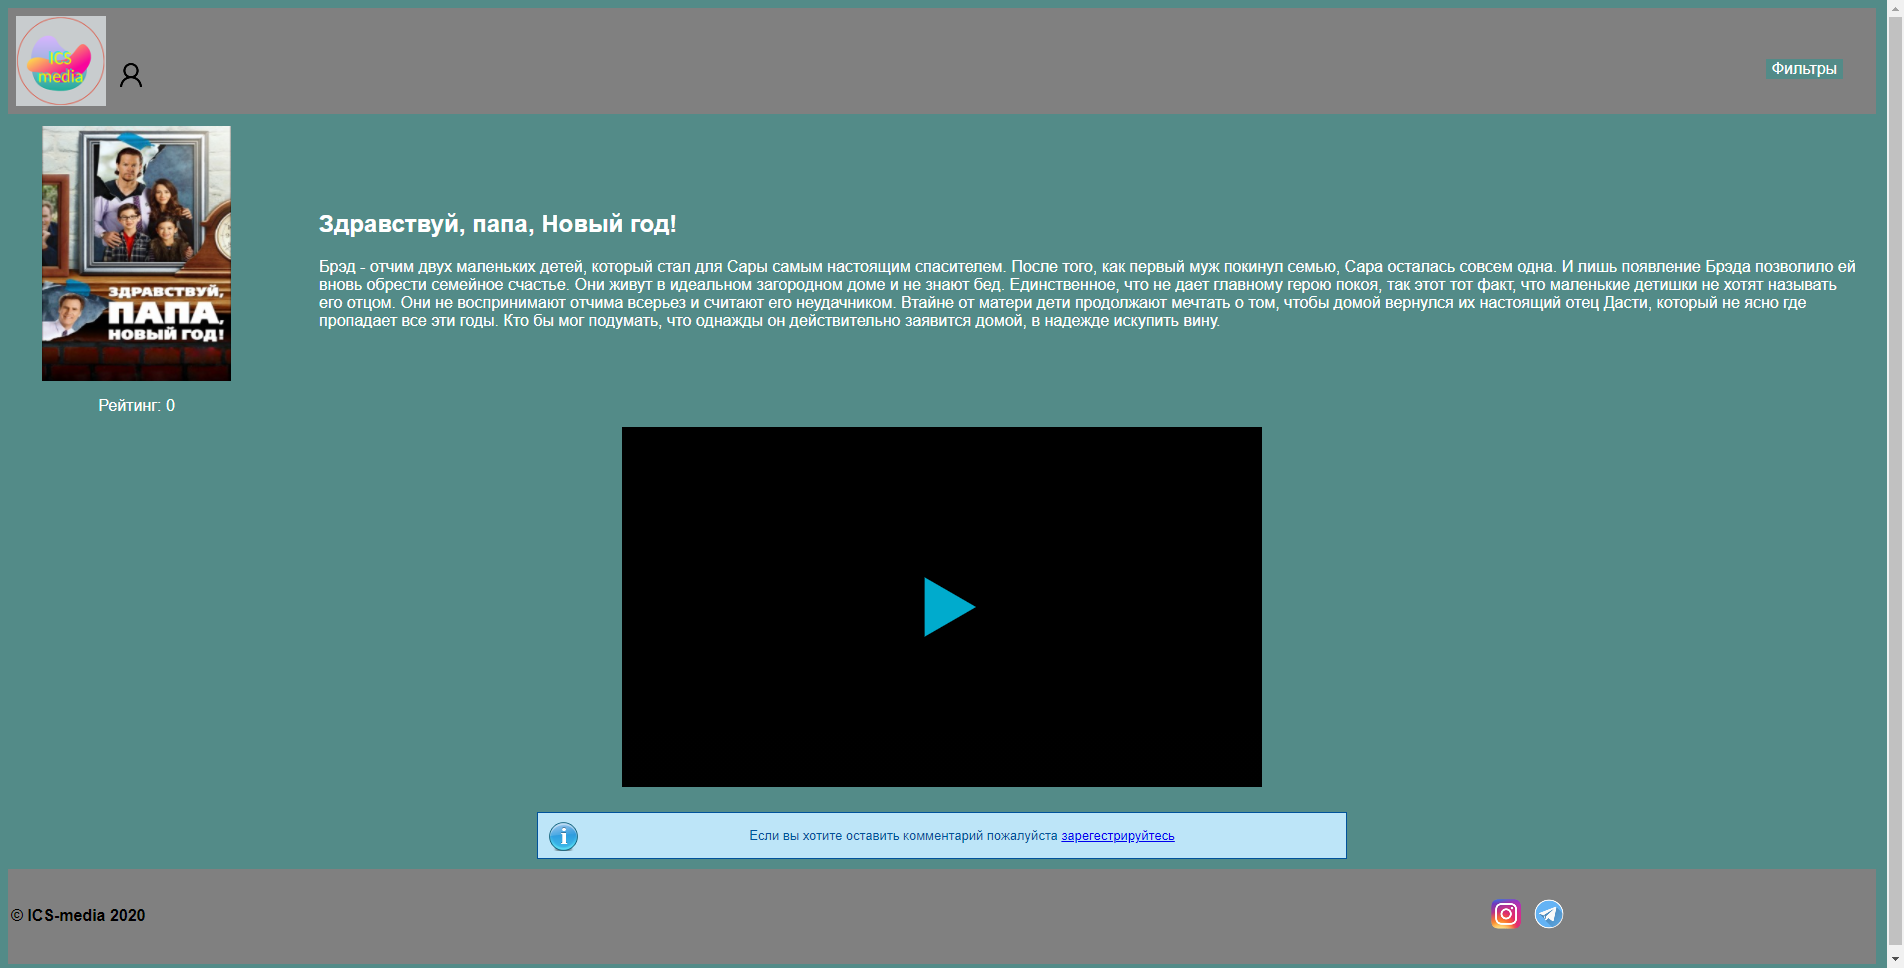 ICS
media
Фильтры
ЗДРАВСТВУЙ,
ПАПА,
НОВЫЙ ГОД!
Рейтинг: 0
Здравствуй, папа, Новый год!
Брэд - отчим двух маленьких детей, который стал для Сары самым настоящим спасителем. После того, как первый муж покинул семью, Сара осталась совсем одна. И лишь появление Брэда позволило ей
вновь обрести семейное счастье. Они живут в идеальном загородном доме и не знают бед. Единственное, что не дает главному герою покоя, так этот тот факт, что маленькие детишки не хотят называть
его отцом. Они не воспринимают отчима всерьез и считают его неудачником. Втайне от матери дети продолжают мечтать о том, чтобы домой вернулся их настоящий отец Дасти, который не ясно где
пропадает все эти годы. Кто бы мог подумать, что однажды он действительно заявится домой, в надежде искупить вину.
Если вы хотите оставить комментарий пожалуйста зарегестрируйтесь
© ICS-media 2020